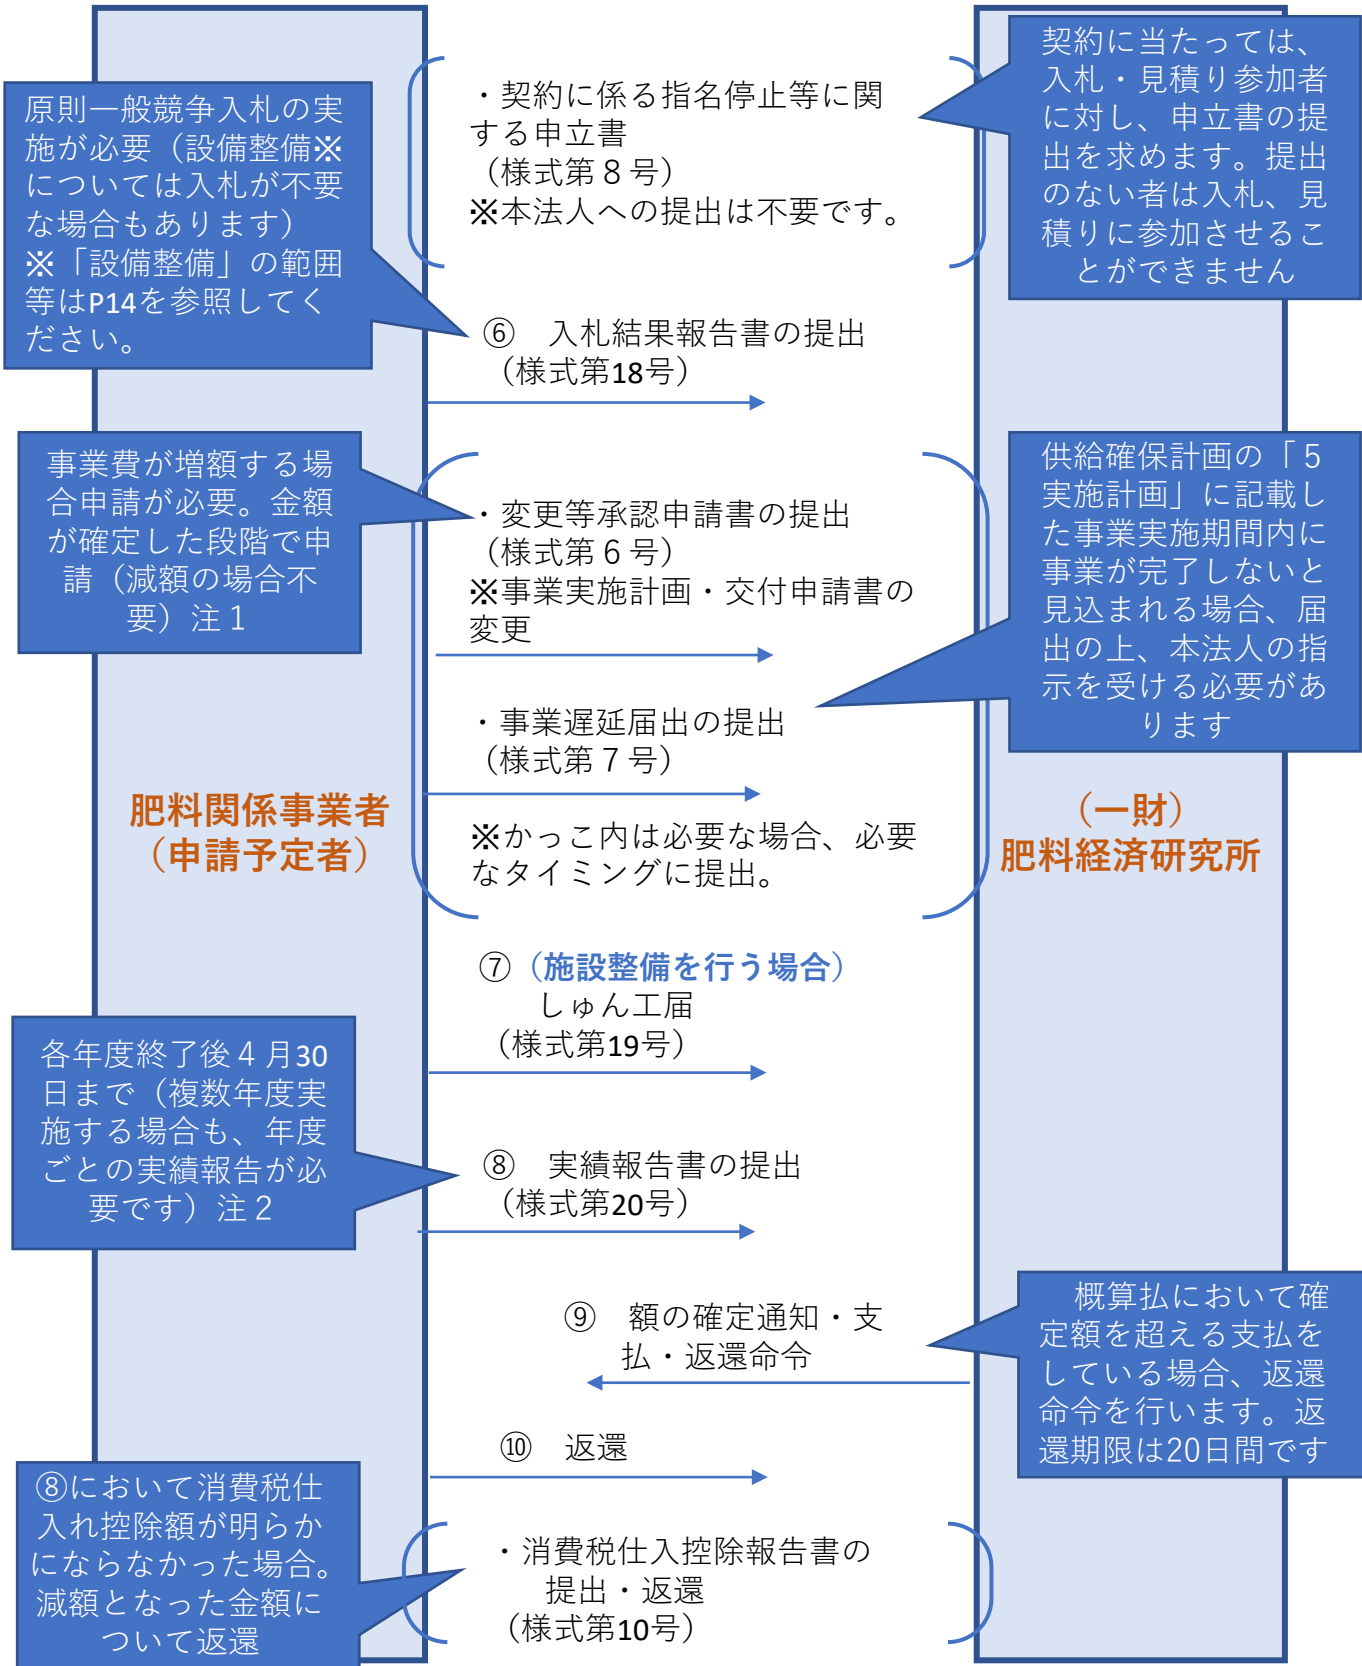 契約に当たっては、
入札・見積り参加者
に対し、申立書の提
出を求めます。提出
のない者は入札、見
積りに参加させるこ
とができません
・契約に係る指名停止等に関
する申立書
（様式第８号）
※本法人への提出は不要です。
原則一般競争入札の実
施が必要（設備整備※
については入札が不要
な場合もあります）
※「設備整備」の範囲
等はP14を参照してく
ださい。
⑥　入札結果報告書の提出
（様式第18号）
事業費が増額する場
合申請が必要。金額
が確定した段階で申
請（減額の場合不
要）注１
・変更等承認申請書の提出
（様式第６号）
※事業実施計画・交付申請書の
変更
供給確保計画の「５
実施計画」に記載し
た事業実施期間内に
事業が完了しないと
見込まれる場合、届
出の上、本法人の指
示を受ける必要があ
ります
・事業遅延届出の提出
（様式第７号）
※かっこ内は必要な場合、必要
なタイミングに提出。
肥料関係事業者
（申請予定者）
（一財）
肥料経済研究所
⑦（施設整備を行う場合）
しゅん工届
（様式第19号）
各年度終了後４月30
日まで（複数年度実
施する場合も、年度
ごとの実績報告が必
要です）注２
⑧　実績報告書の提出
（様式第20号）
⑨　額の確定通知・支
払・返還命令
概算払において確
定額を超える支払を
している場合、返還
命令を行います。返
還期限は20日間です
⑩　返還
⑧において消費税仕
入れ控除額が明らか
にならなかった場合。
減額となった金額に
ついて返還
・消費税仕入控除報告書の
提出・返還
（様式第10号）